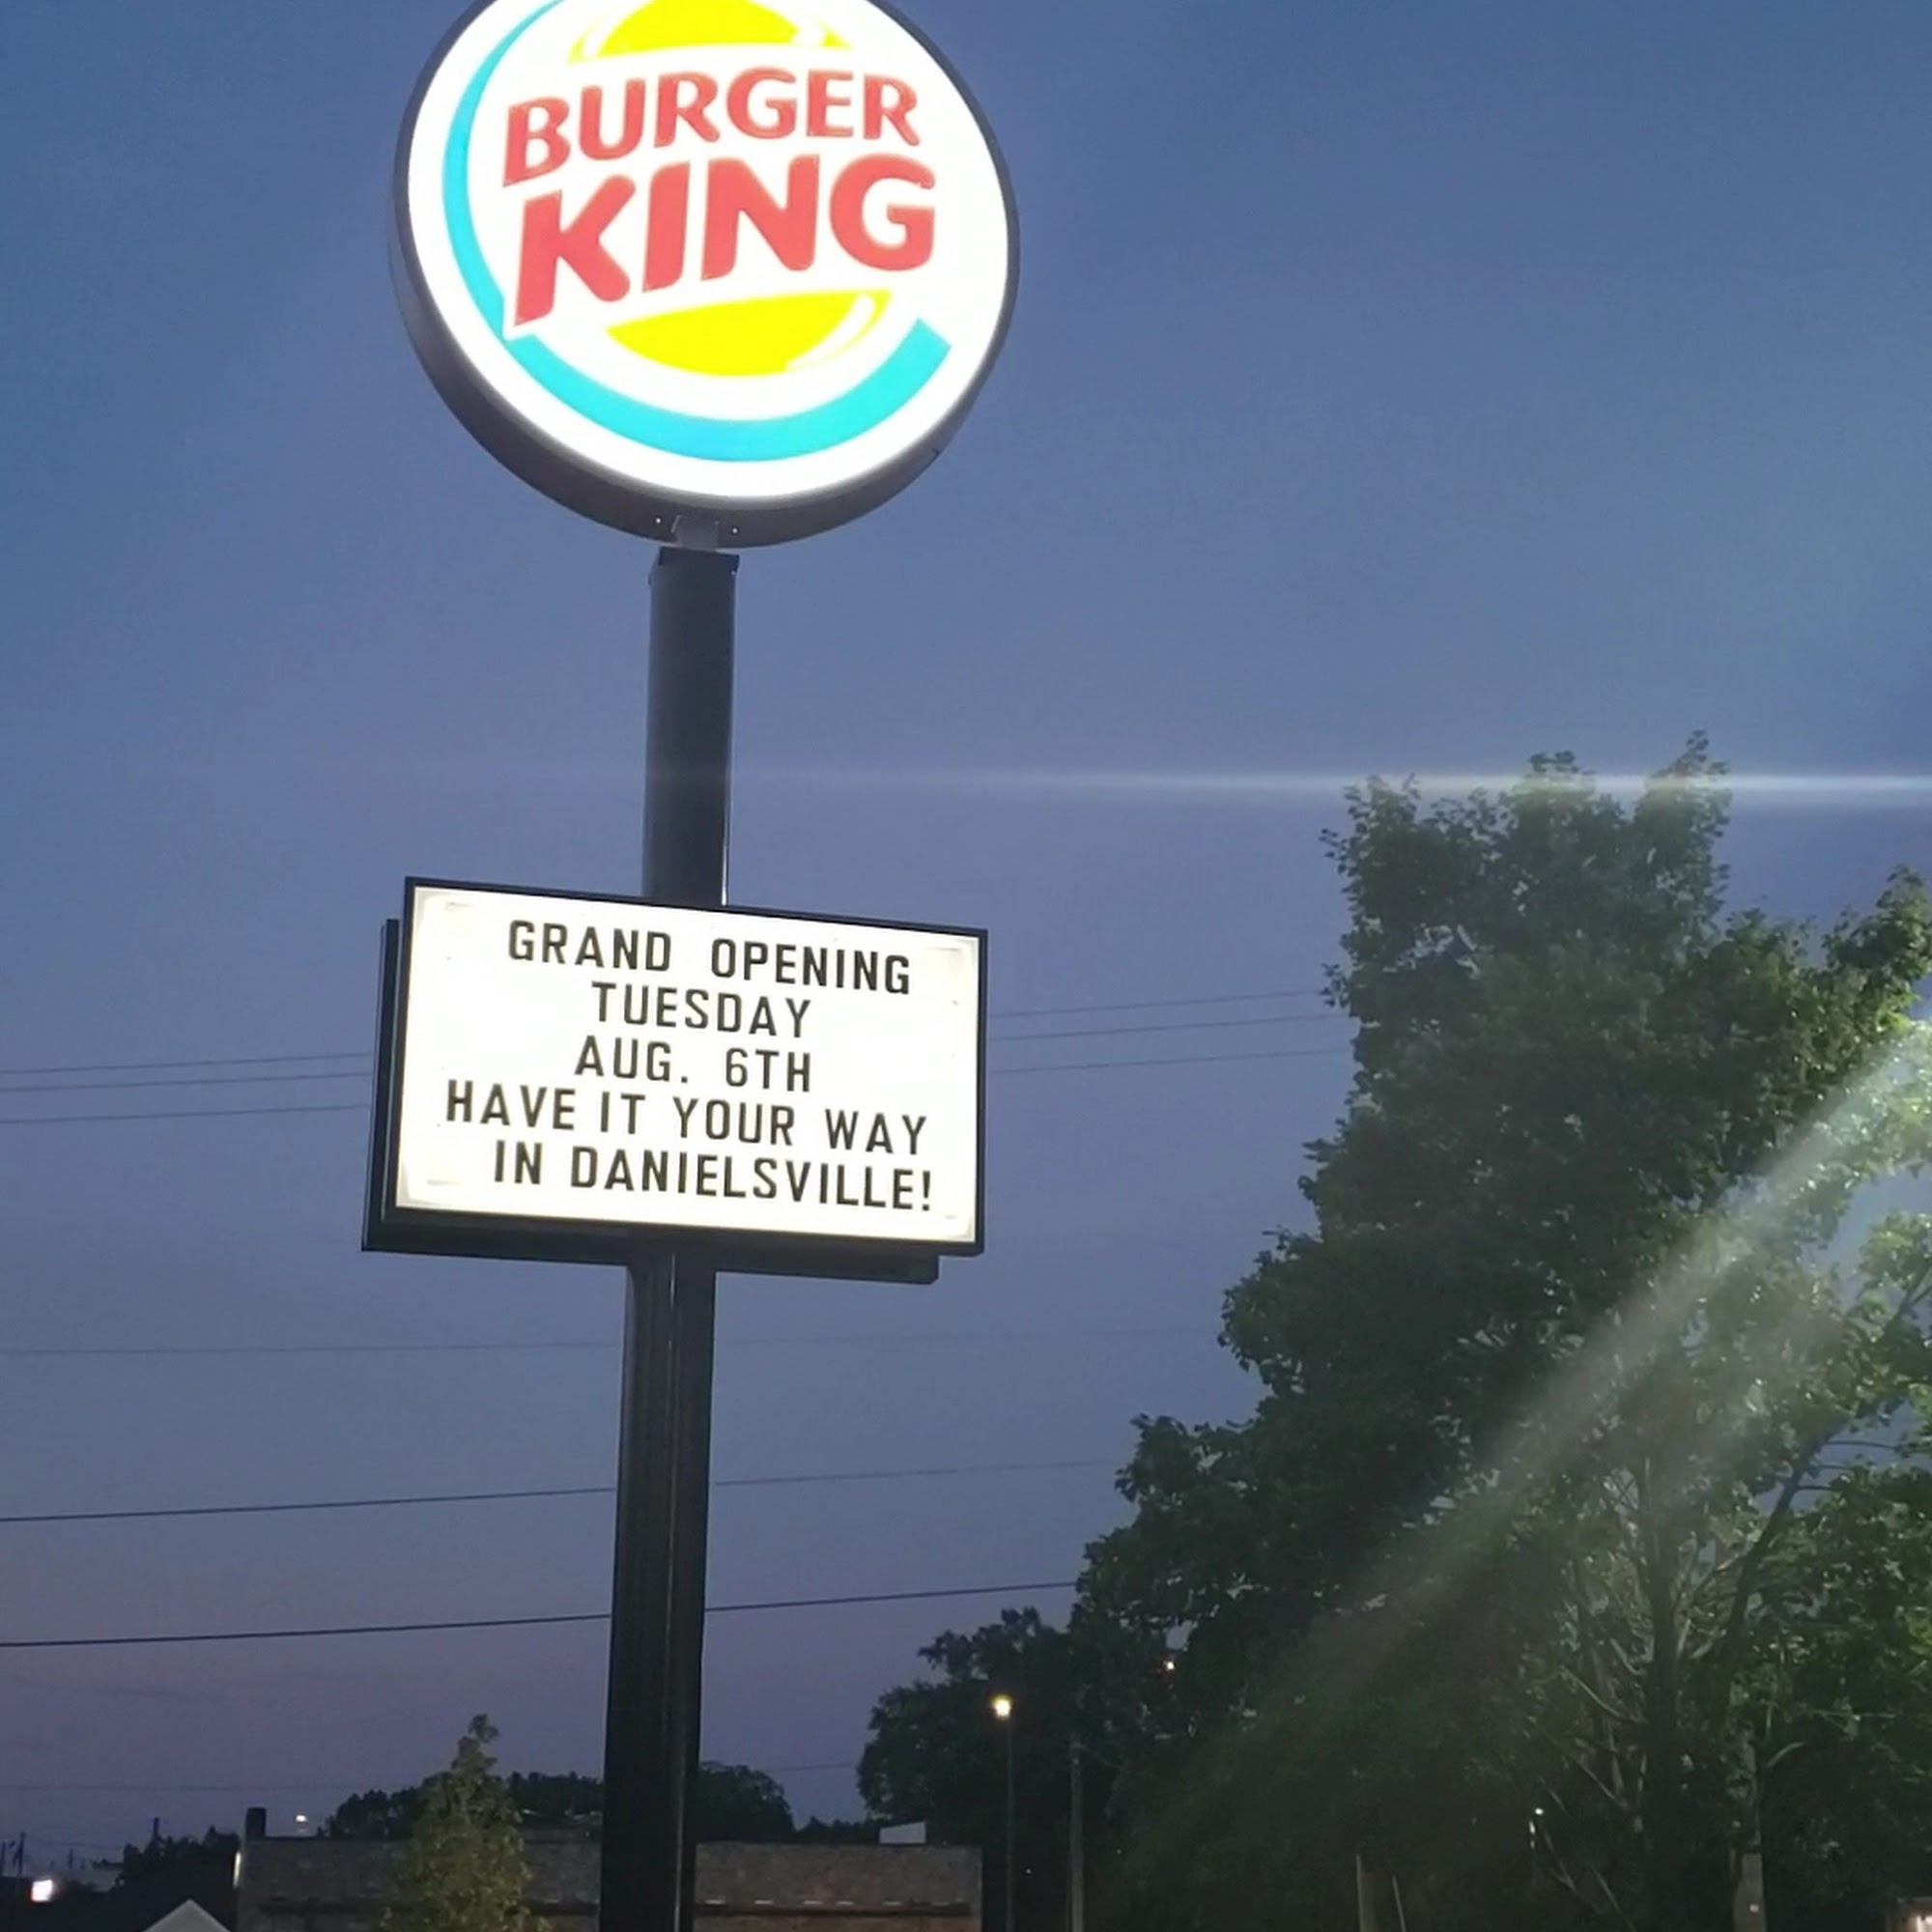 BURGER
KING
GRAND OPENING
TUESDAY
AUG. 6TH
HAVE IT YOUR WAY
IN DANIELSVILLE!